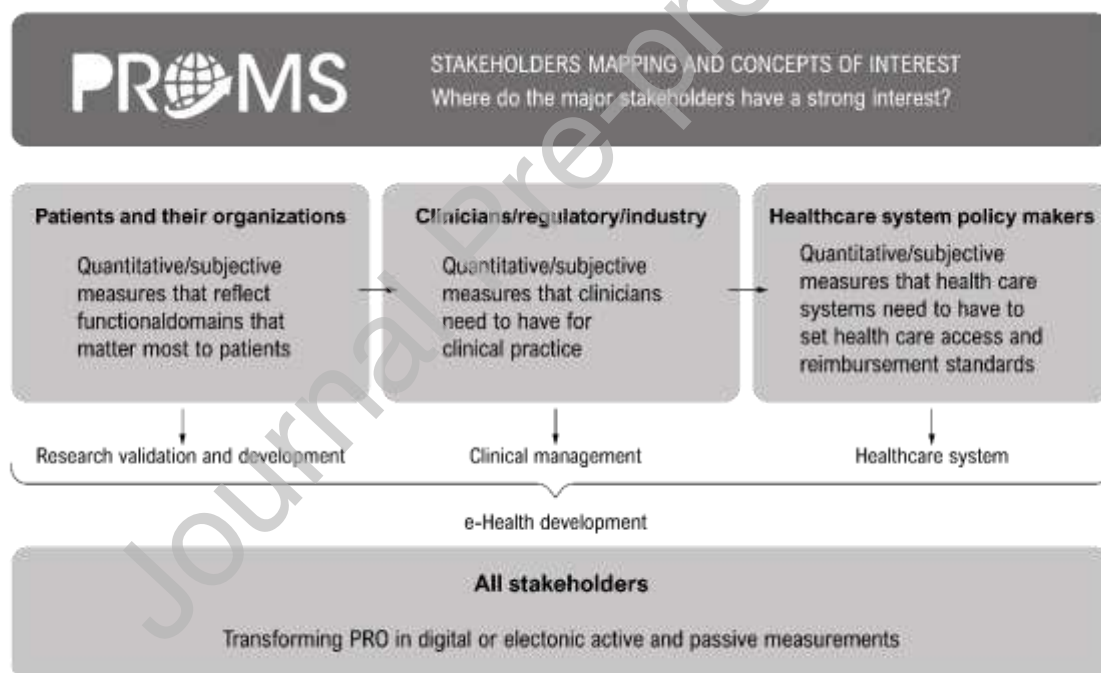 PROMS
STAKEHOLDERS MAPPING AND CONCEPTS OF INTEREST
Where do the major stakeholders have a strong interest?
Patients and their organizations
Quantitative/subjective
measures that reflect
functionaldomains that
matter most to patients
Clinicians/regulatory/industry
Quantitative/subjective
measures that clinicians
need to have for
clinical practice
Healthcare system policy makers
Quantitative/subjective
measures that health care
systems need to have to
set health care access and
reimbursement standards
Research validation and development
Clinical management
Healthcare system
e-Health development
All stakeholders
Transforming PRO in digital or electonic active and passive measurements
Journal Pre-pro